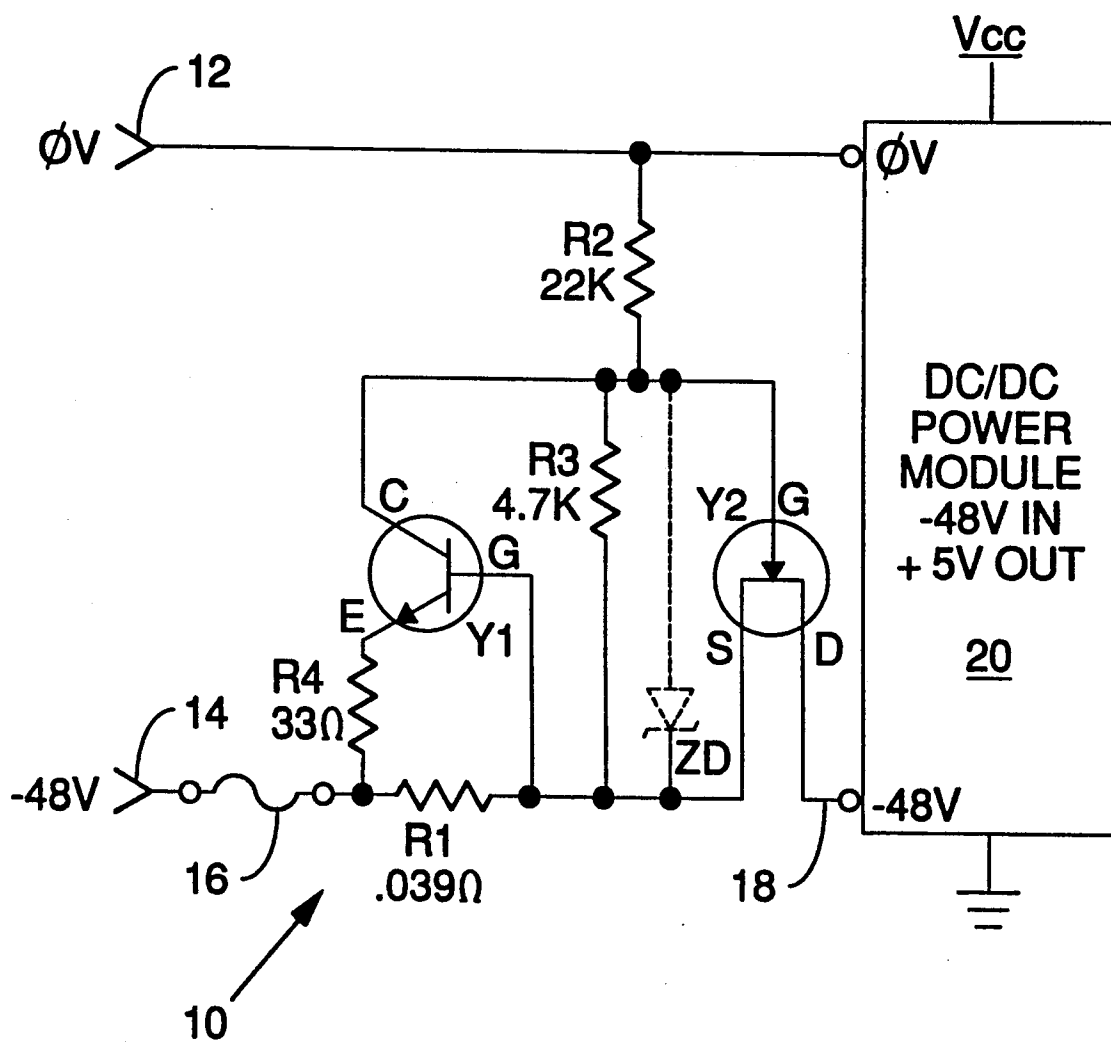 Vcc
12
ØV
ØV
R2
22K
DC/DC
POWER
MODULE
-48V IN
+ 5V OUT
20
R3
4.7K
C
G
E
Y1
Y2
G
S
D
R4
33Ω
14
-48V
ZD
-48V
R1
.039Ω
16
18
10